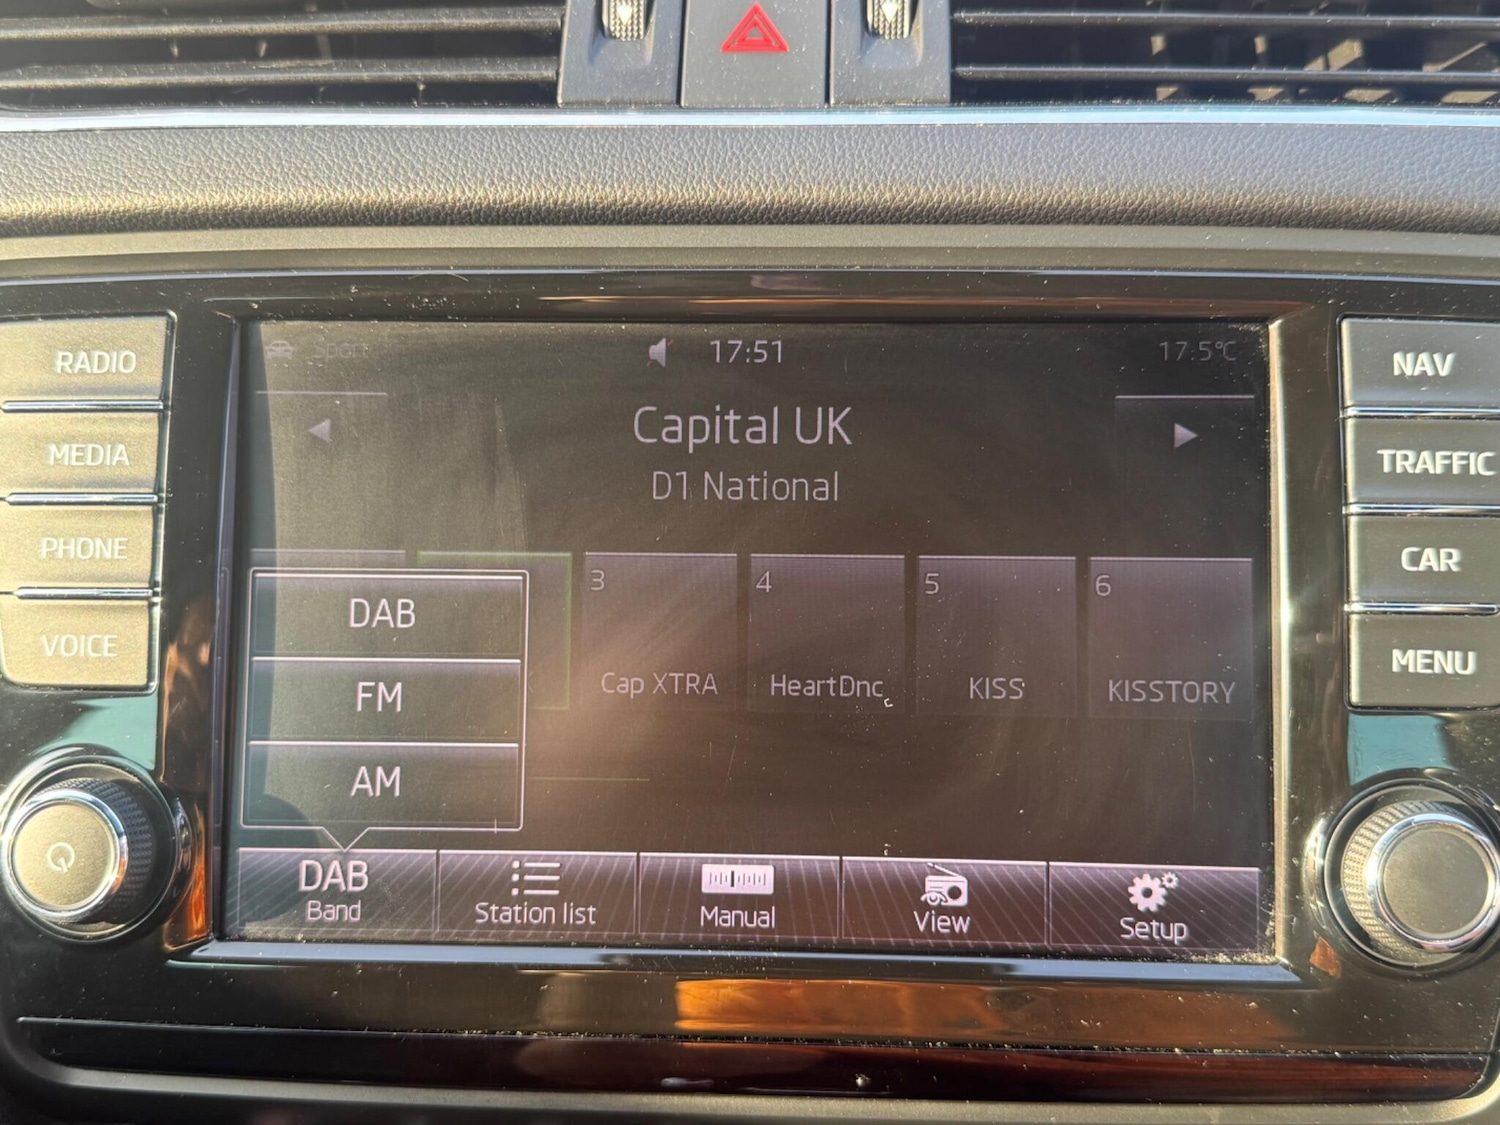 RADIO
MEDIA
PHONE
VOICE
Sport
17:51
17.5°C
Capital UK
D1 National
3
Cap XTRA
4
HeartDnc
5
KISS
6
KISSTORY
DAB
FM
AM
DAB
Band
Station list
Manual
View
Setup
NAV
TRAFFIC
CAR
MENU